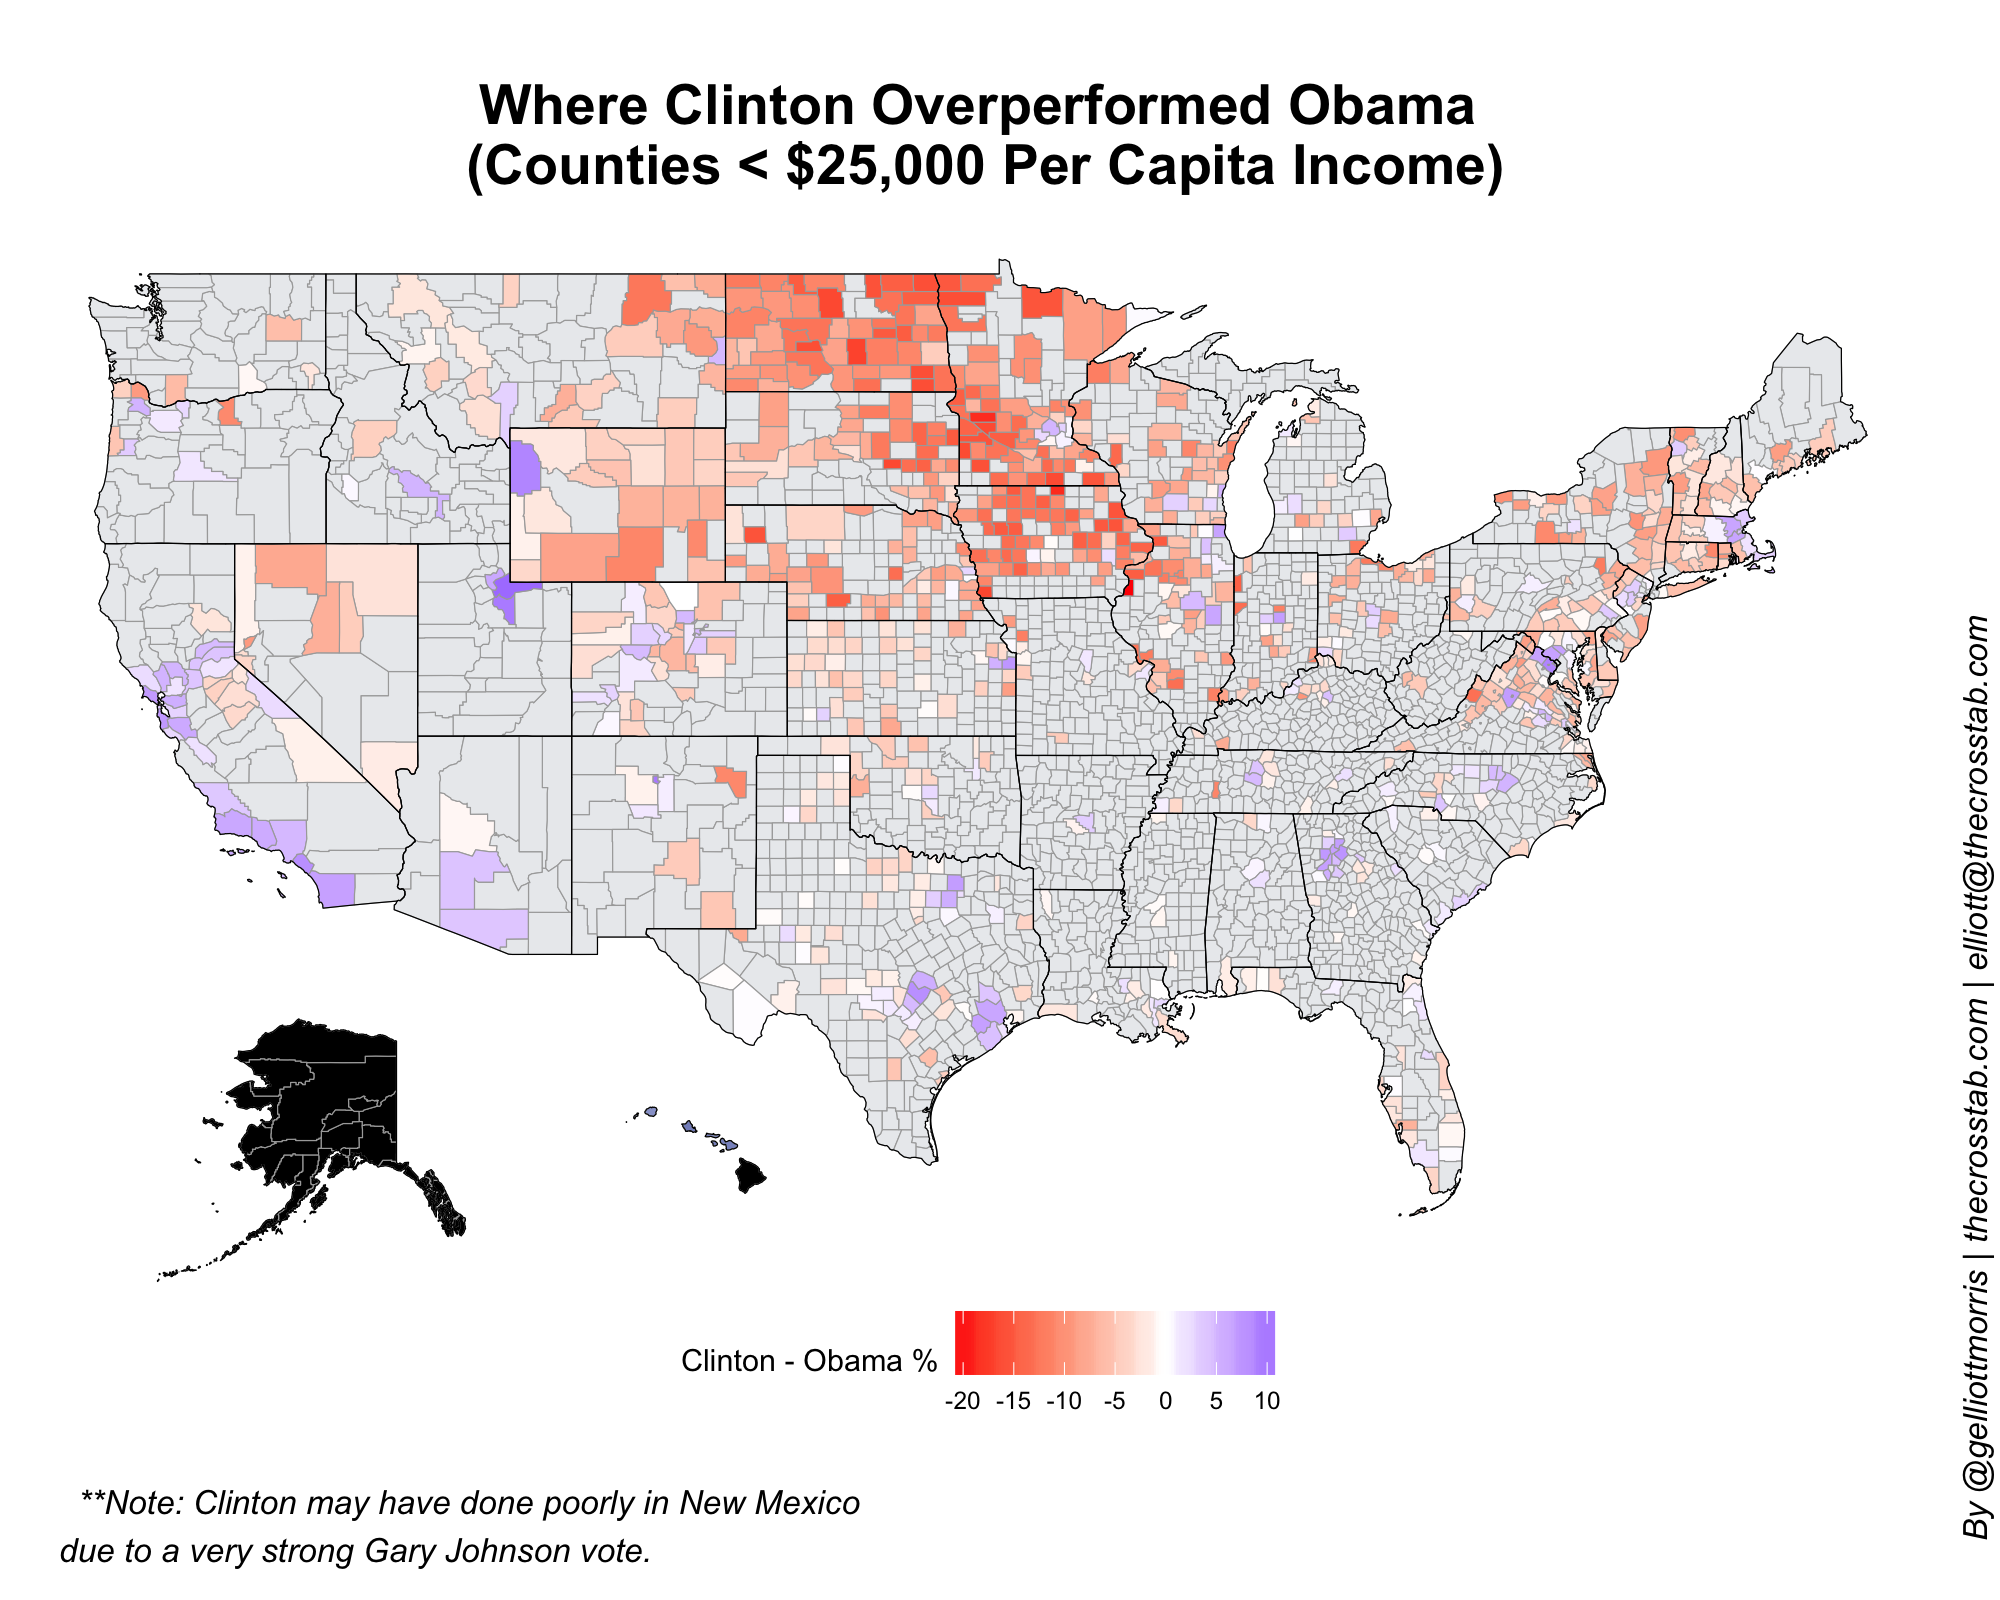 Where Clinton Overperformed Obama
(Counties < $25,000 Per Capita Income)
By @gelliottmorris | thecrosstab.com | elliott@thecrosstab.com
Clinton - Obama %
-20 -15 -10 -5 0 5 10
**Note: Clinton may have done poorly in New Mexico
due to a very strong Gary Johnson vote.